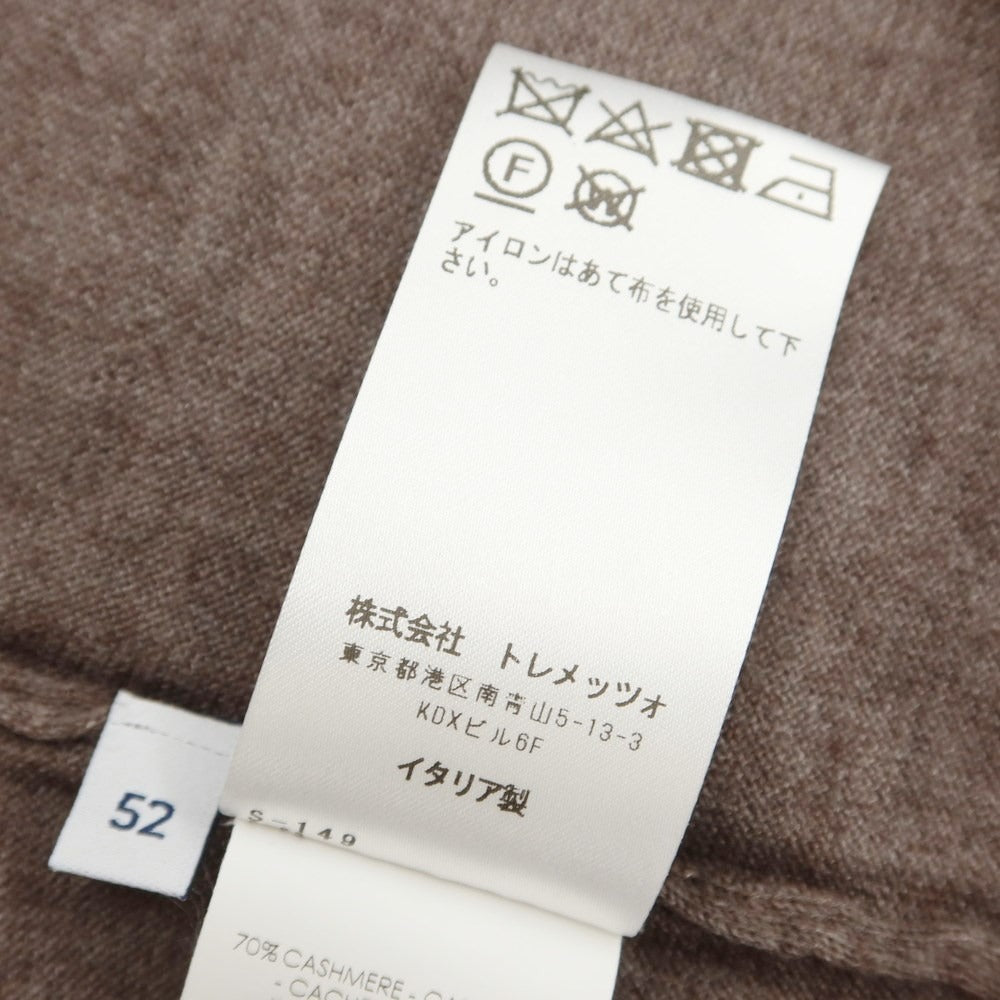 F
W
アイロンはあて布を使用して下
さい。
株式会社 トレメッツォ
東京都港区南青山5-13-3
KDXビル6F
イタリア製
52
S-149
70% CASHMERE -